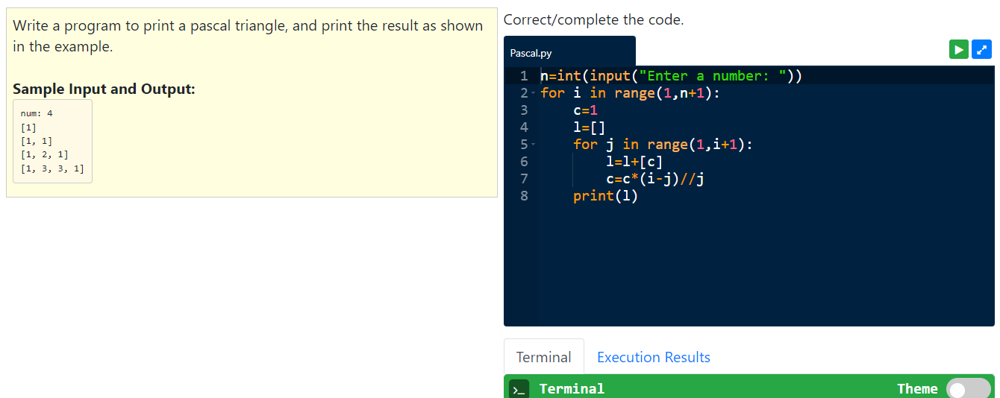 Write a program to print a pascal triangle, and print the result as shown
in the example.
Sample Input and Output:
num: 4
[1]
[1, 1]
[1, 2, 1]
[1, 3, 3, 1]
Correct/complete the code.
Pascal.py
1 n=int(input("Enter a number: "))
2 for i in range(1,n+1):
3     c=1
4     l=[]
5     for j in range(1,i+1):
6         l=l+[c]
7         c=c*(i-j)//j
8     print(l)
Terminal Execution Results
>_ Terminal Theme